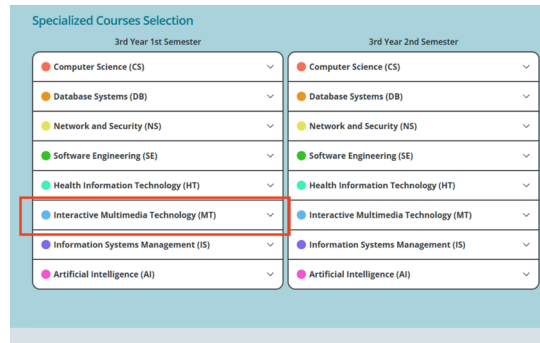 Specialized Courses Selection
3rd Year 1st Semester
Computer Science (CS)
Database Systems (DB)
Network and Security (NS)
Software Engineering (SE)
Health Information Technology (HT)
Interactive Multimedia Technology (MT)
Information Systems Management (IS)
Artificial Intelligence (AI)
3rd Year 2nd Semester
Computer Science (CS)
Database Systems (DB)
Network and Security (NS)
Software Engineering (SE)
Health Information Technology (HT)
Interactive Multimedia Technology (MT)
Information Systems Management (IS)
Artificial Intelligence (AI)